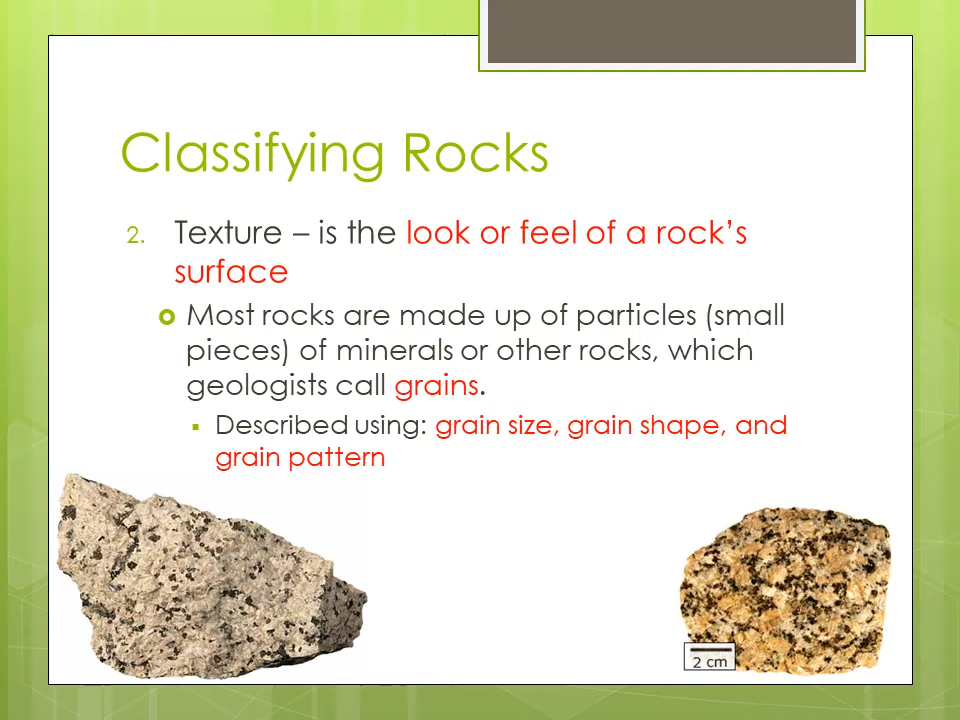 Classifying Rocks
2. Texture – is the look or feel of a rock's
surface
Most rocks are made up of particles (small
pieces) of minerals or other rocks, which
geologists call grains.
Described using: grain size, grain shape, and
grain pattern
2 cm